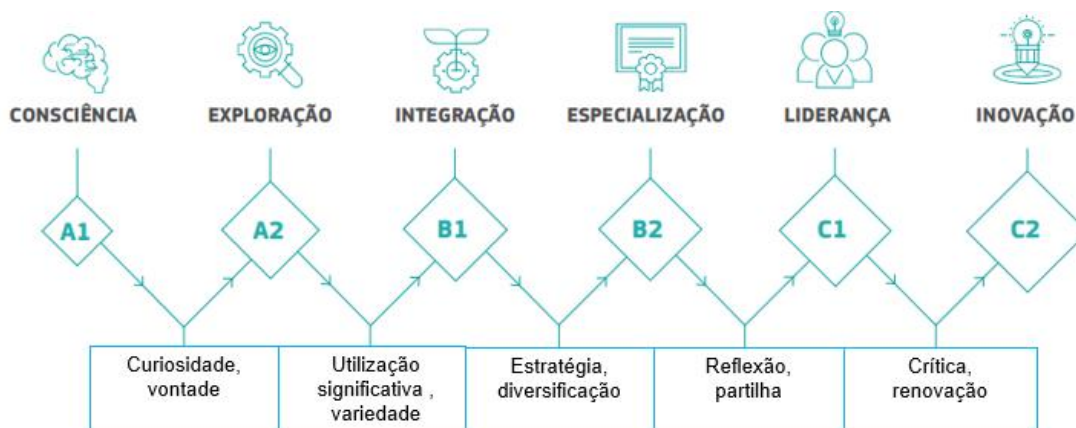 CONSCIÊNCIA
EXPLORAÇÃO
INTEGRAÇÃO
ESPECIALIZAÇÃO
LIDERANÇA
INOVAÇÃO
A1
A2
B1
B2
C1
C2
Curiosidade,
vontade
Utilização
significativa ,
variedade
Estratégia,
diversificação
Reflexão,
partilha
Crítica,
renovação